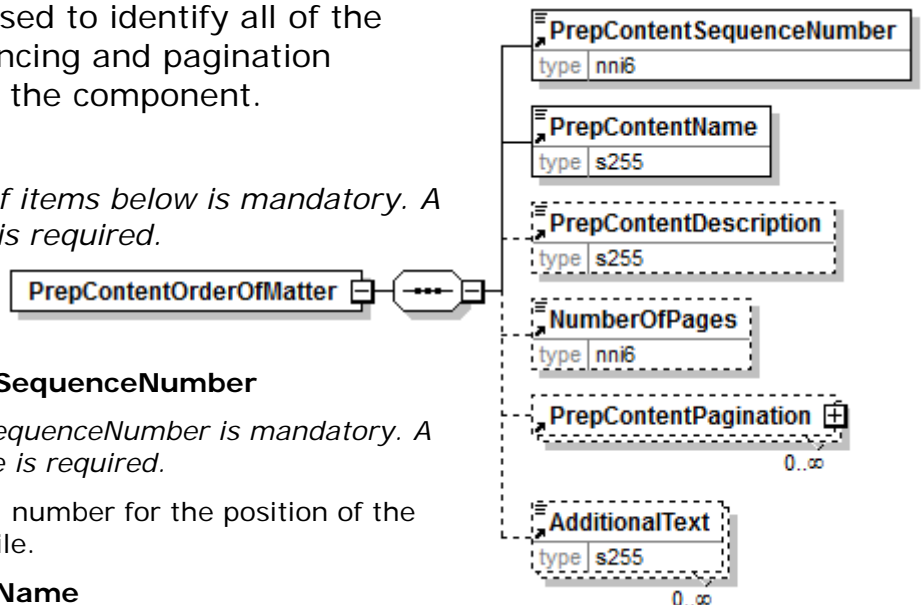 sed to identify all of the
ncing and pagination
the component.
f items below is mandatory. A
is required.
PrepContentOrderOfMatter
SequenceNumber
equenceNumber is mandatory. A
e is required.
number for the position of the
ile.
Name
PrepContentSequenceNumber
type nni6
PrepContentName
type s255
PrepContentDescription
type s255
NumberOfPages
type nni6
PrepContentPagination
0..∞
AdditionalText
type s255
0..∞